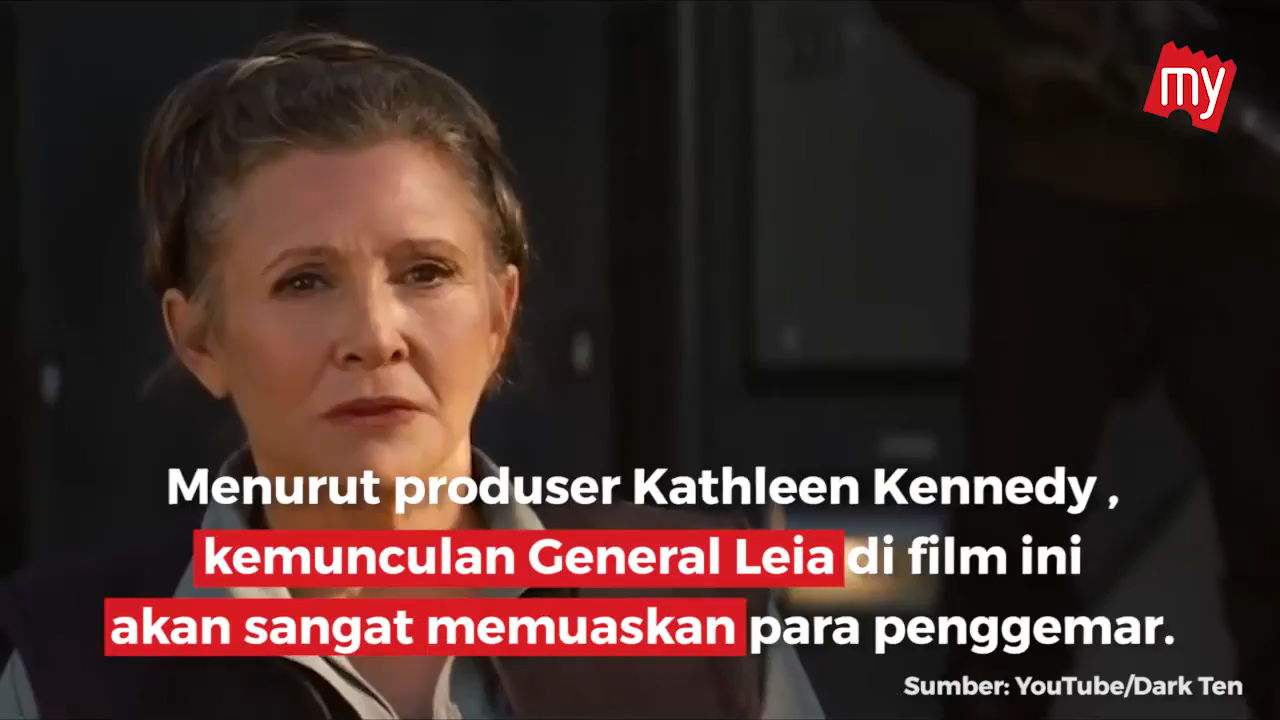 my
Menurut produser Kathleen Kennedy ,
kemunculan General Leia di film ini
akan sangat memuaskan para penggemar.
Sumber: YouTube/Dark Ten